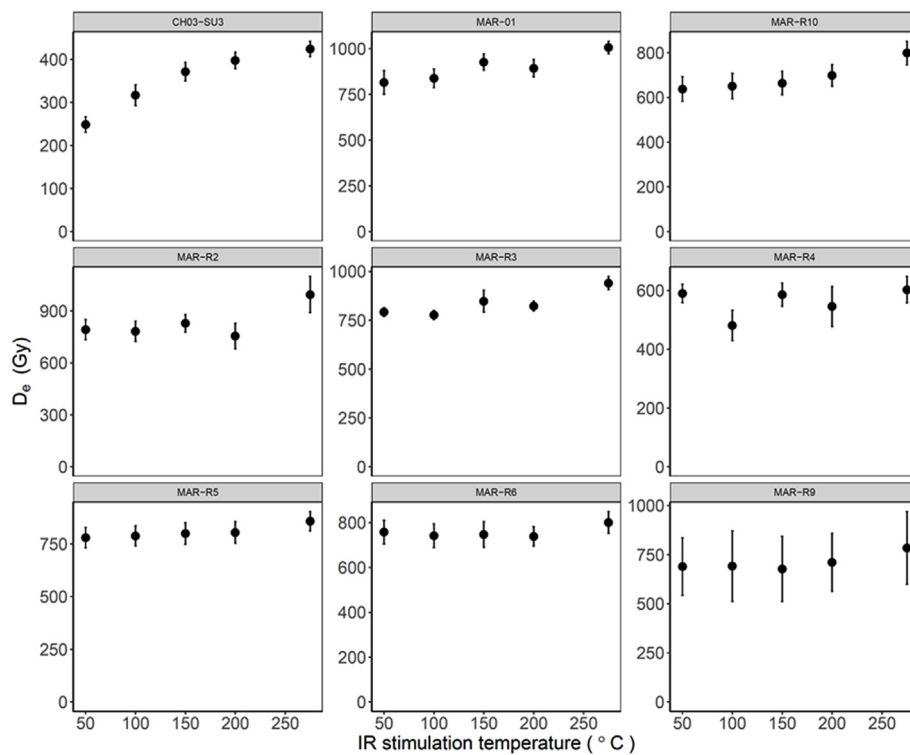 CH03−SU3 MAR−01 MAR−R10
400 1000 800
300 750 600
200 500 400
100 250 200
0 0 0
MAR−R2 MAR−R3 MAR−R4
900 1000 600
600 750 400
300 500 200
0 250 0
0
MAR−R5 MAR−R6 MAR−R9
750 800 1000
500 600 750
250 400 500
0 200 250
0 0
50 100 150 200 250 50 100 150 200 250 50 100 150 200 250
De (Gy)
IR stimulation temperature ( ° C )